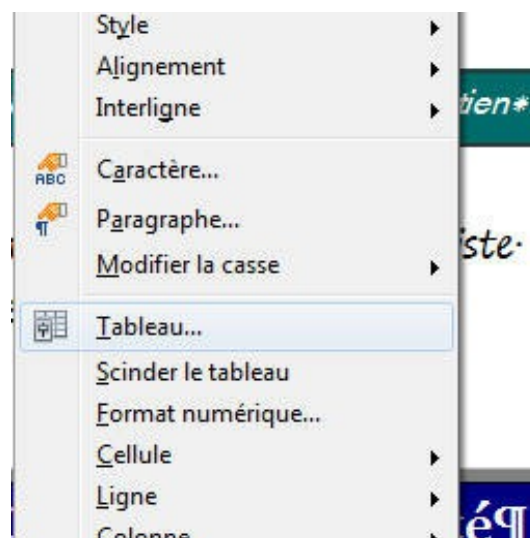 Style
Alignement
Interligne
tien*
ABC
Caractère...
Paragraphe...
iste·
Modifier la casse
Tableau...
Scinder le tableau
Format numérique...
Cellule
Ligne
Colonne
é¶